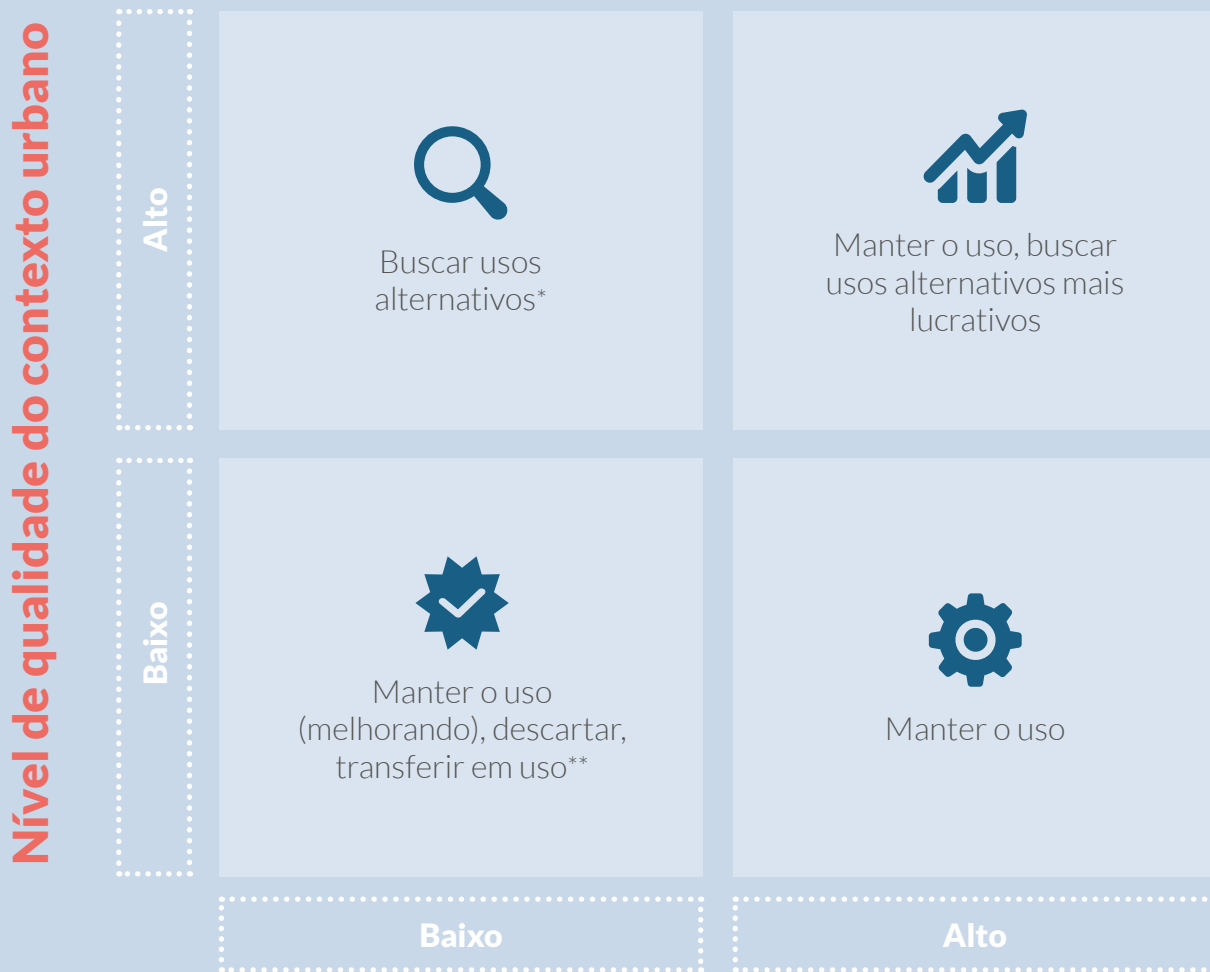 Nível de qualidade do contexto urbano
Alto
Buscar usos
alternativos*
Manter o uso, buscar
usos alternativos mais
lucrativos
Baixo
Manter o uso
(melhorando), descartar,
transferir em uso**
Manter o uso
Baixo
Alto